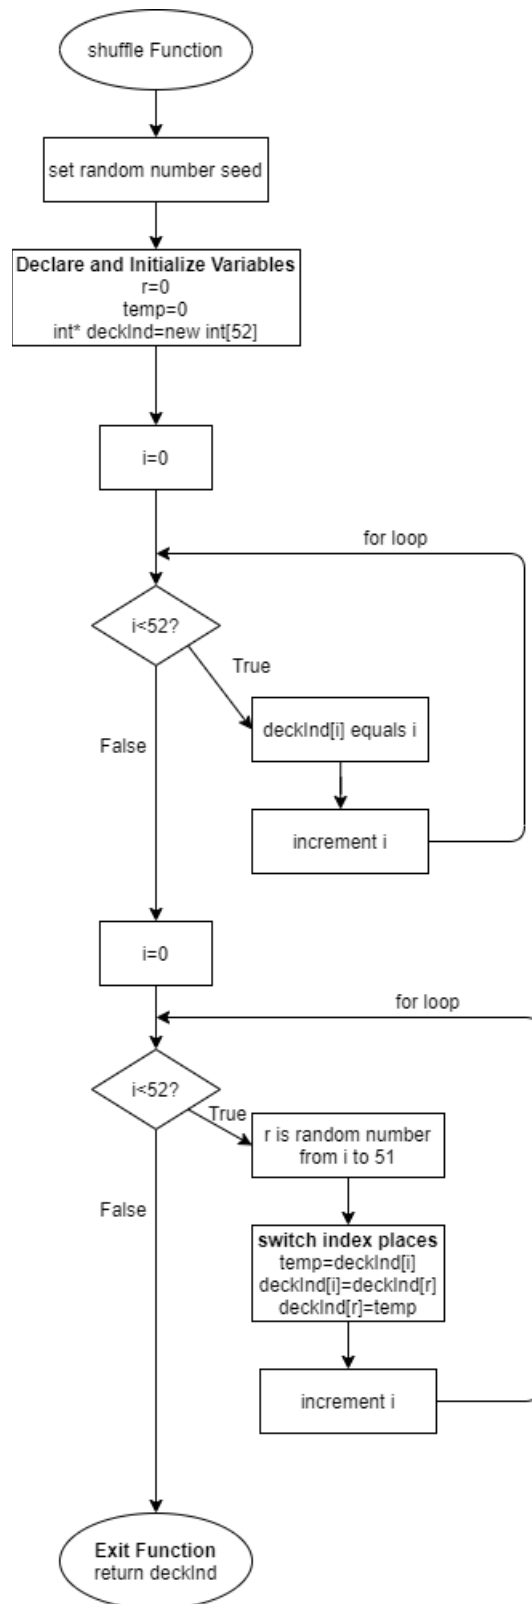 shuffle Function
set random number seed
Declare and Initialize Variables
r=0
temp=0
int* deckInd=new int[52]
i=0
for loop
i<52?
True
deckInd[i] equals i
False
increment i
i=0
for loop
i<52?
True
r is random number
from i to 51
False
switch index places
temp=deckInd[i]
deckInd[i]=deckInd[r]
deckInd[r]=temp
increment i
Exit Function
return deckInd